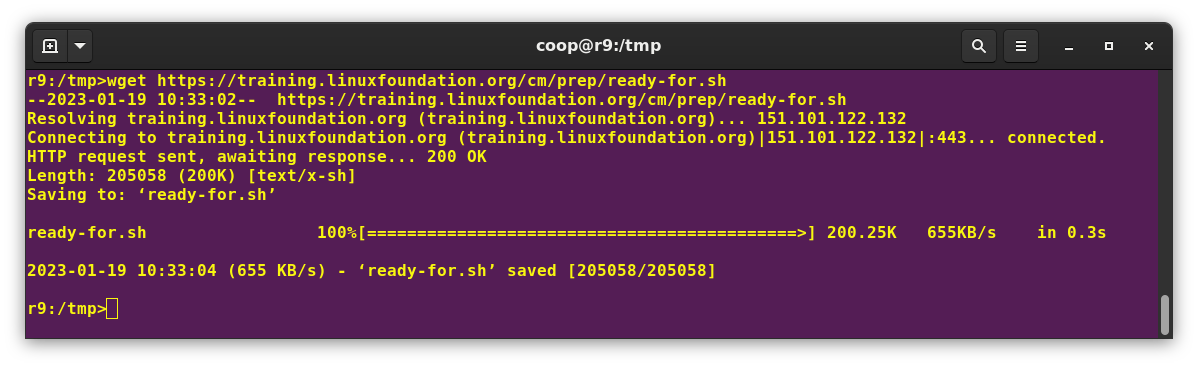 coop@r9:/tmp
r9:/tmp>wget https://training.linuxfoundation.org/cm/prep/ready-for.sh
--2023-01-19 10:33:02--  https://training.linuxfoundation.org/cm/prep/ready-for.sh
Resolving training.linuxfoundation.org (training.linuxfoundation.org)... 151.101.122.132
Connecting to training.linuxfoundation.org (training.linuxfoundation.org)|151.101.122.132|:443... connected.
HTTP request sent, awaiting response... 200 OK
Length: 205058 (200K) [text/x-sh]
Saving to: ‘ready-for.sh’
ready-for.sh                 100%[===========================================>] 200.25K   655KB/s    in 0.3s
2023-01-19 10:33:04 (655 KB/s) - ‘ready-for.sh’ saved [205058/205058]
r9:/tmp>